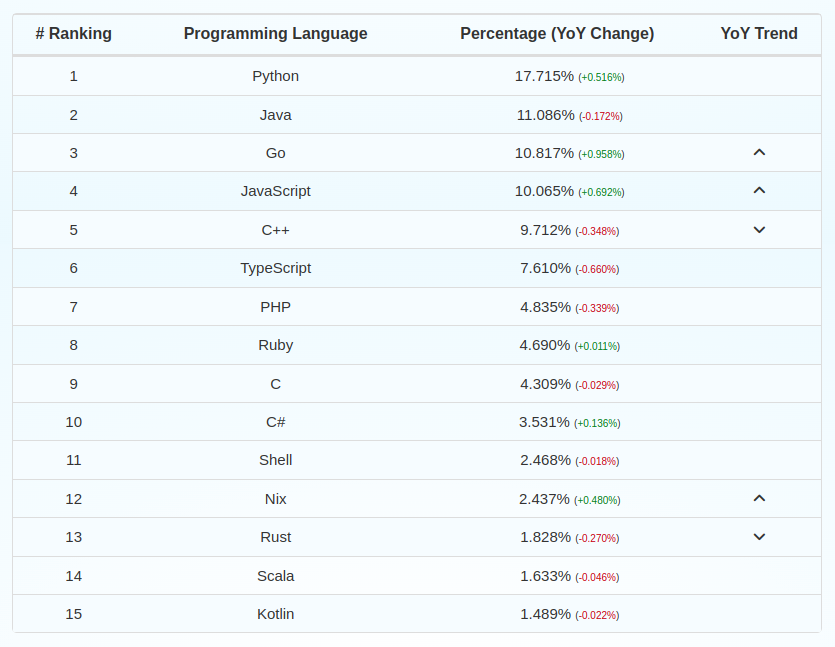 # Ranking Programming Language Percentage (YoY Change) YoY Trend
1 Python 17.715% (+0.516%)
2 Java 11.086% (-0.172%)
3 Go 10.817% (+0.958%)
4 JavaScript 10.065% (+0.692%)
5 C++ 9.712% (-0.348%)
6 TypeScript 7.610% (-0.660%)
7 PHP 4.835% (-0.339%)
8 Ruby 4.690% (+0.011%)
9 C 4.309% (-0.029%)
10 C# 3.531% (+0.136%)
11 Shell 2.468% (-0.018%)
12 Nix 2.437% (+0.480%)
13 Rust 1.828% (-0.270%)
14 Scala 1.633% (-0.046%)
15 Kotlin 1.489% (-0.022%)